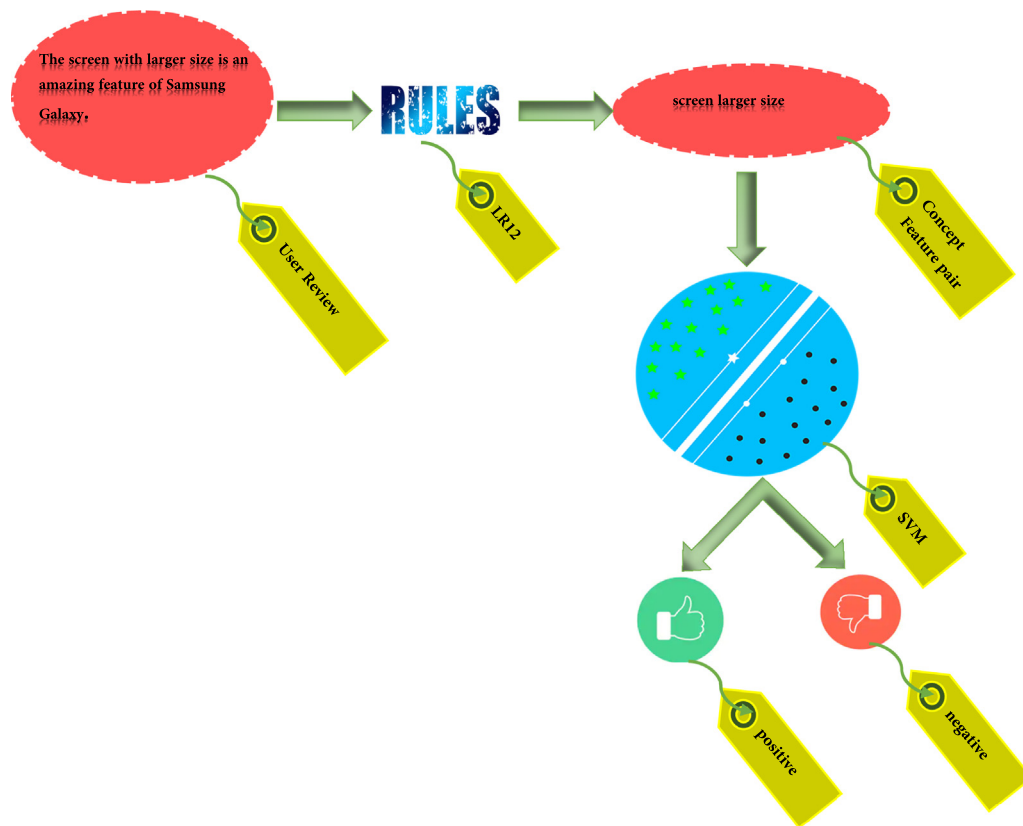 The screen with larger size is an
amazing feature of Samsung
Galaxy.
RULES
screen larger size
User Review
LR12
Concept
Feature pair
SVM
positive
negative